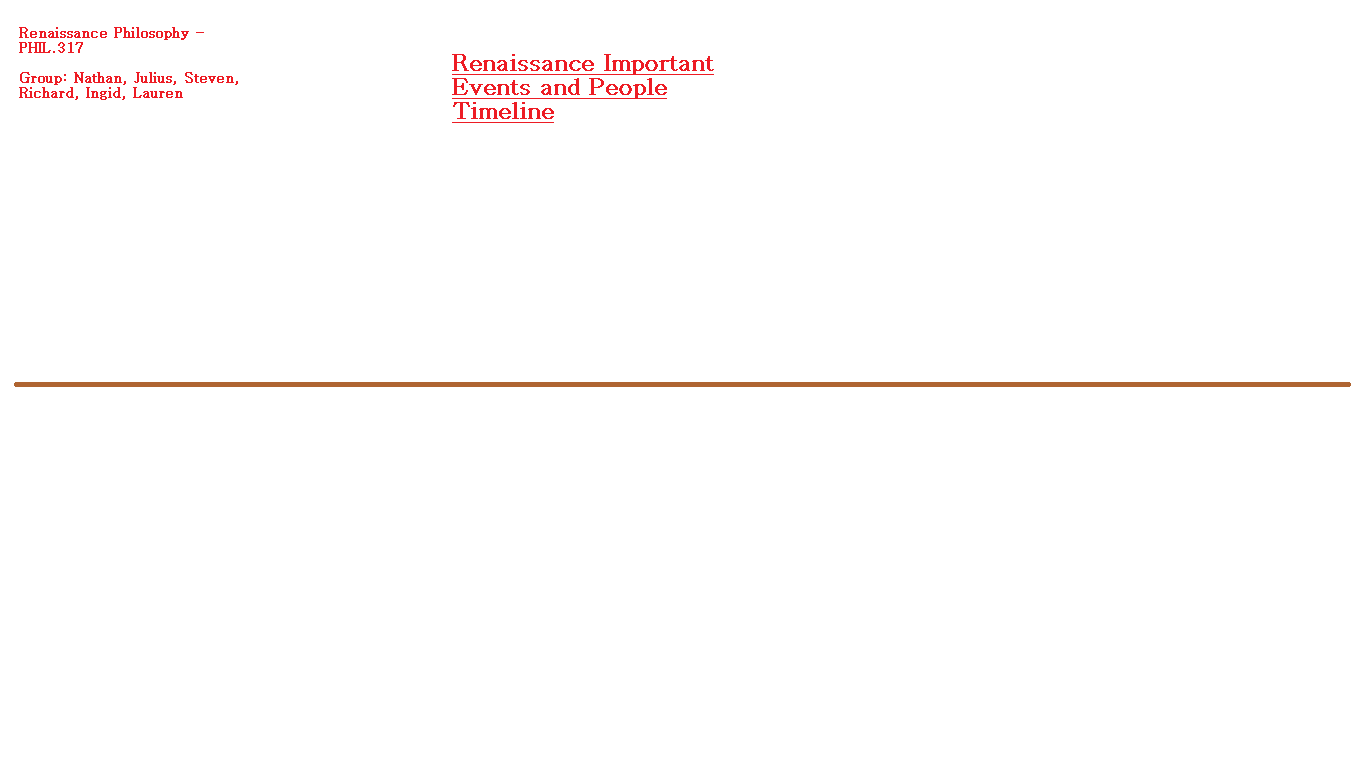 Renaissance Philosophy -
PHIL.317
Group: Nathan, Julius, Steven,
Richard, Ingid, Lauren
Renaissance Important
Events and People
Timeline